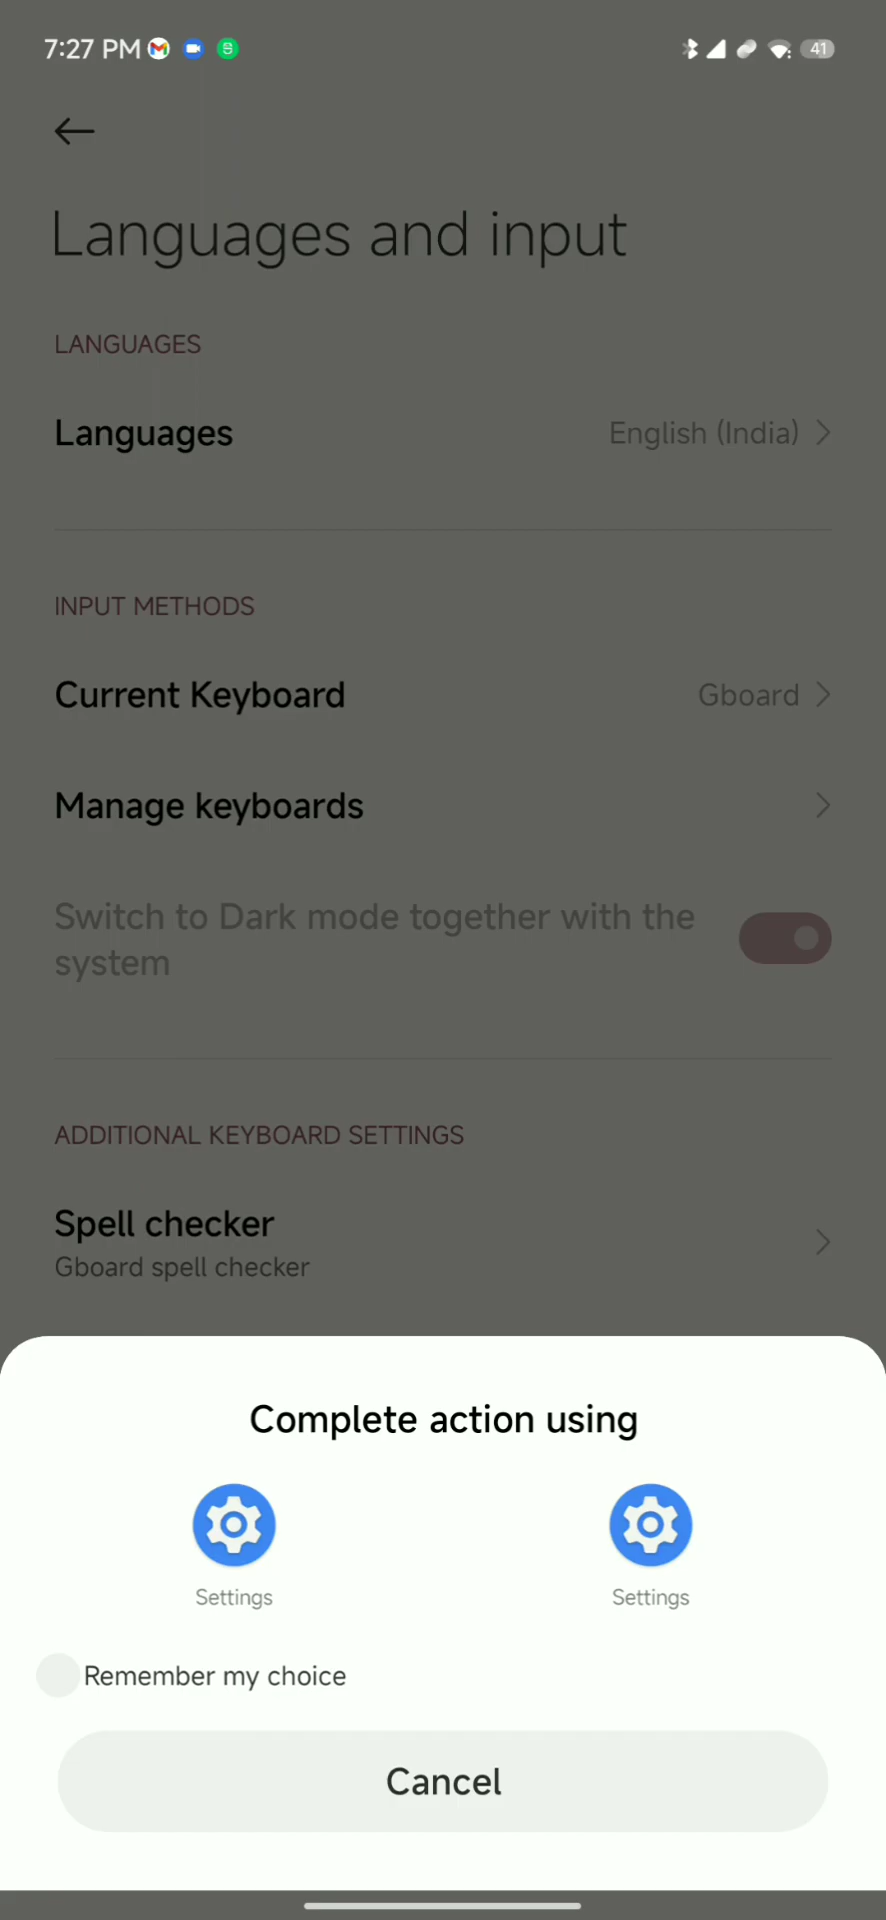 7:27 PM
41
Languages and input
LANGUAGES
Languages
English (India)
INPUT METHODS
Current Keyboard
Gboard
Manage keyboards
Switch to Dark mode together with the
system
ADDITIONAL KEYBOARD SETTINGS
Spell checker
Gboard spell checker
Complete action using
Settings
Settings
Remember my choice
Cancel